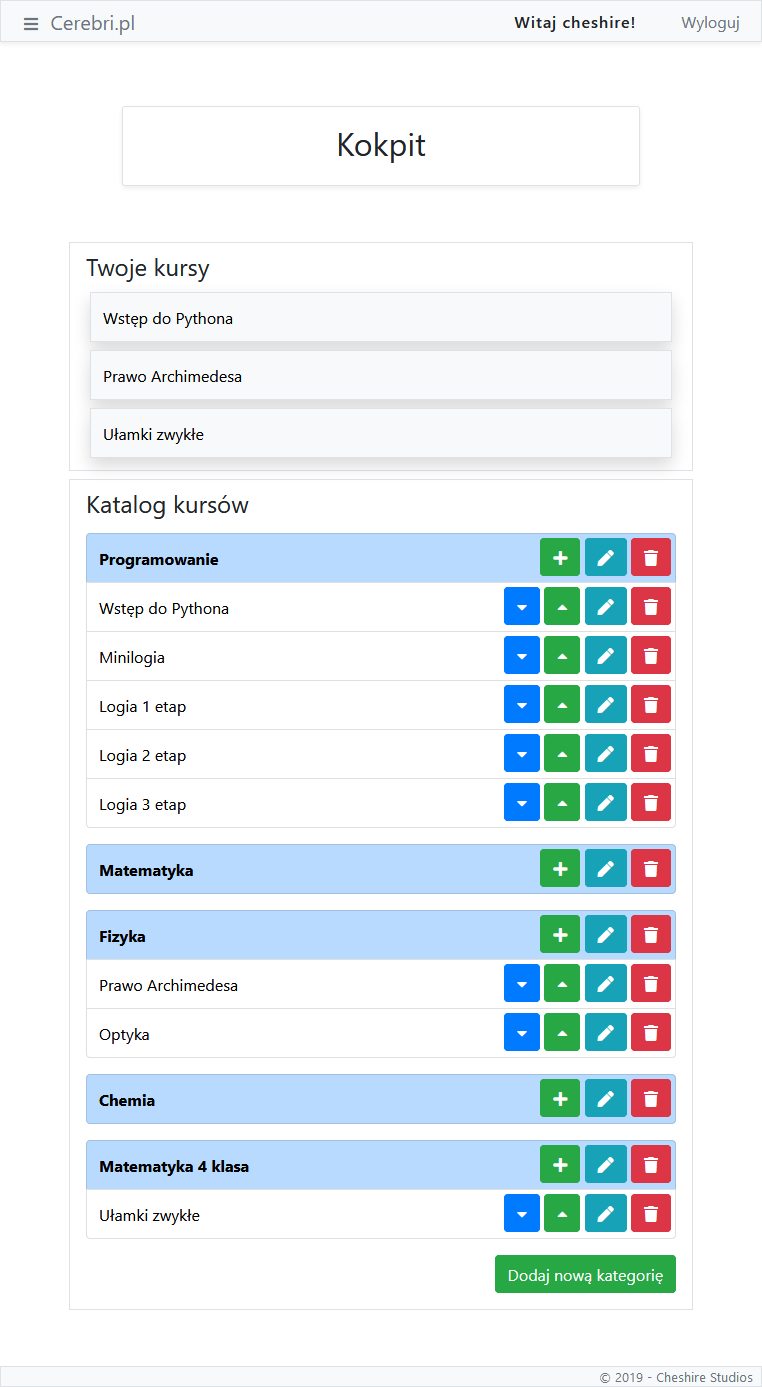 Cerebri.pl Witaj cheshire! Wyloguj
Kokpit
Twoje kursy
Wstęp do Pythona
Prawo Archimedesa
Ułamki zwykłe
Katalog kursów
Programowanie
Wstęp do Pythona
Minilogia
Logia 1 etap
Logia 2 etap
Logia 3 etap
Matematyka
Fizyka
Prawo Archimedesa
Optyka
Chemia
Matematyka 4 klasa
Ułamki zwykłe
Dodaj nową kategorię
© 2019 - Cheshire Studios